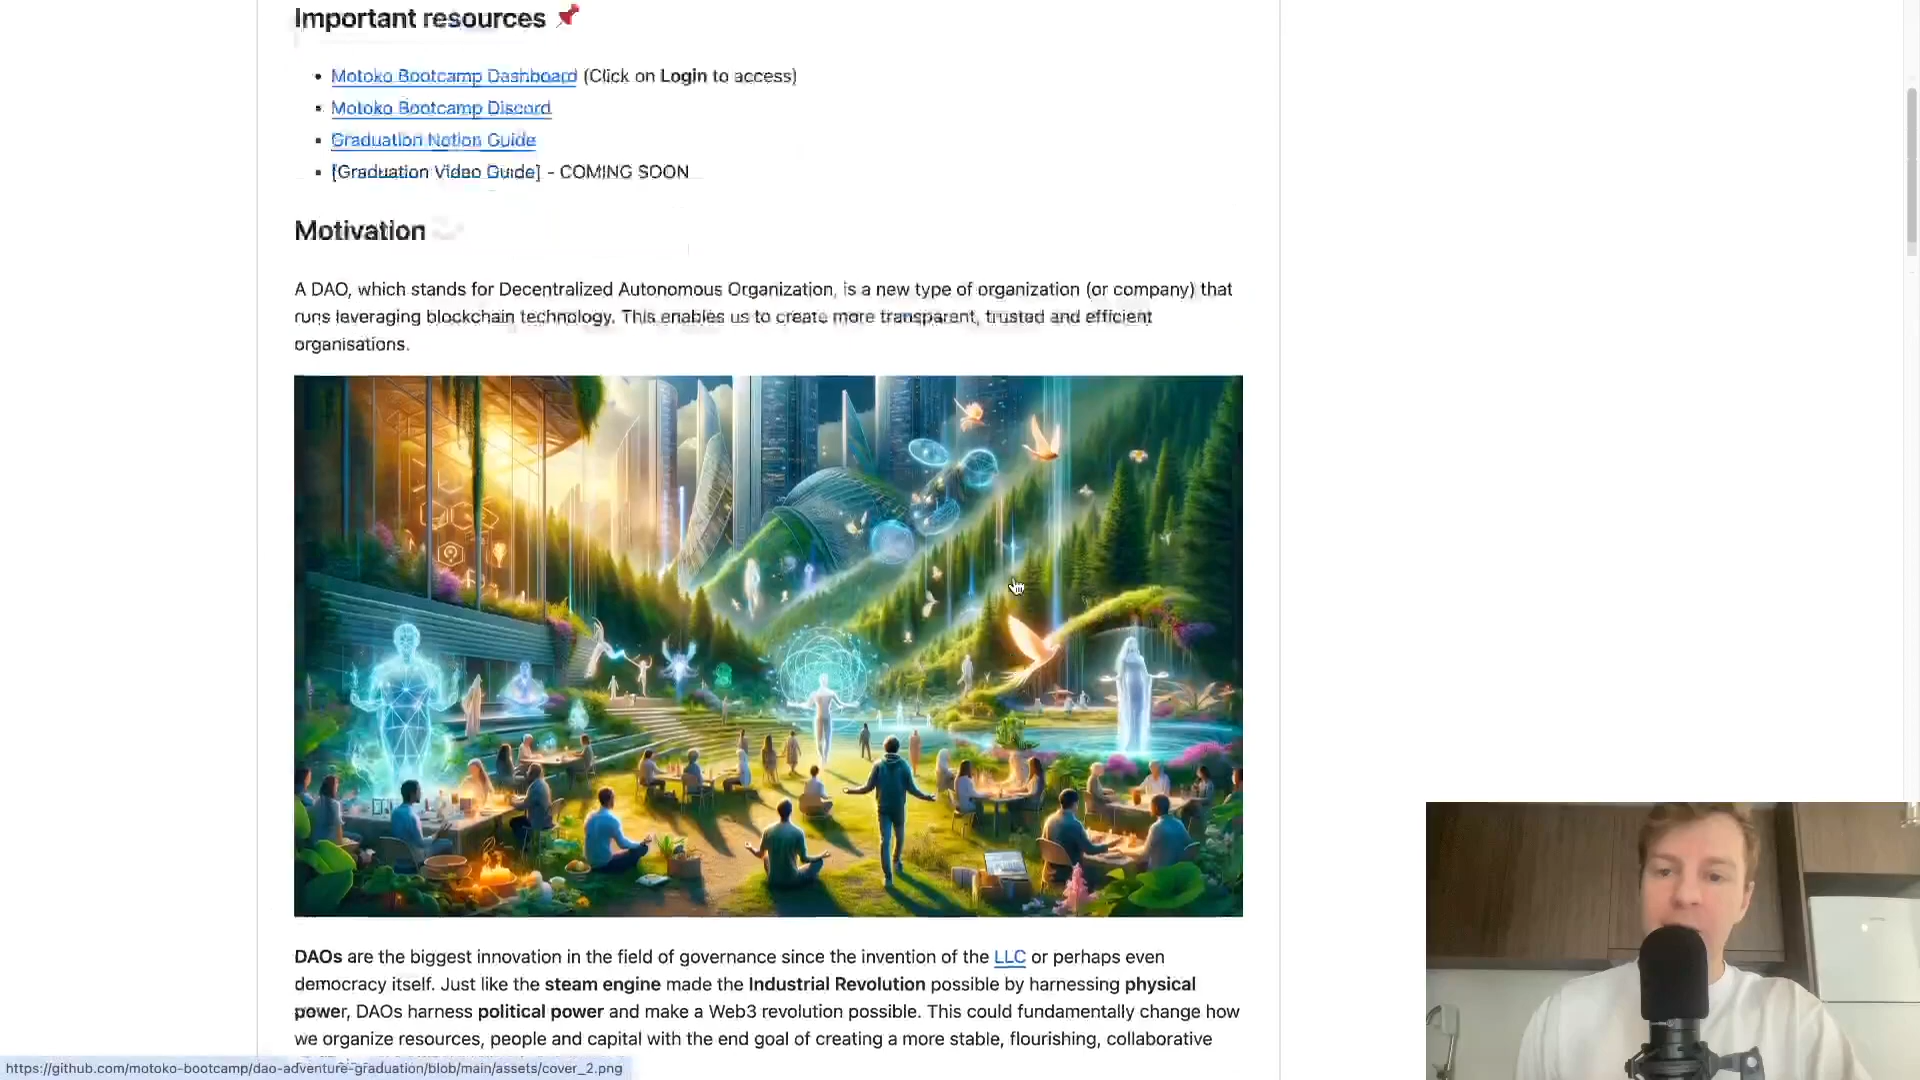 Important resources
Motoko Bootcamp Dashboard (Click on Login to access)
Motoko Bootcamp Discord
Graduation Notion Guide
[Graduation Video Guide] - COMING SOON
Motivation
A DAO, which stands for Decentralized Autonomous Organization, is a new type of organization (or company) that
runs leveraging blockchain technology. This enables us to create more transparent, trusted and efficient
organisations.
DAOs are the biggest innovation in the field of governance since the invention of the LLC or perhaps even
democracy itself. Just like the steam engine made the Industrial Revolution possible by harnessing physical
power, DAOs harness political power and make a Web3 revolution possible. This could fundamentally change how
we organize resources, people and capital with the end goal of creating a more stable, flourishing, collaborative
https://github.com/motoko-bootcamp/dao-adventure-graduation/blob/main/assets/cover_2.png